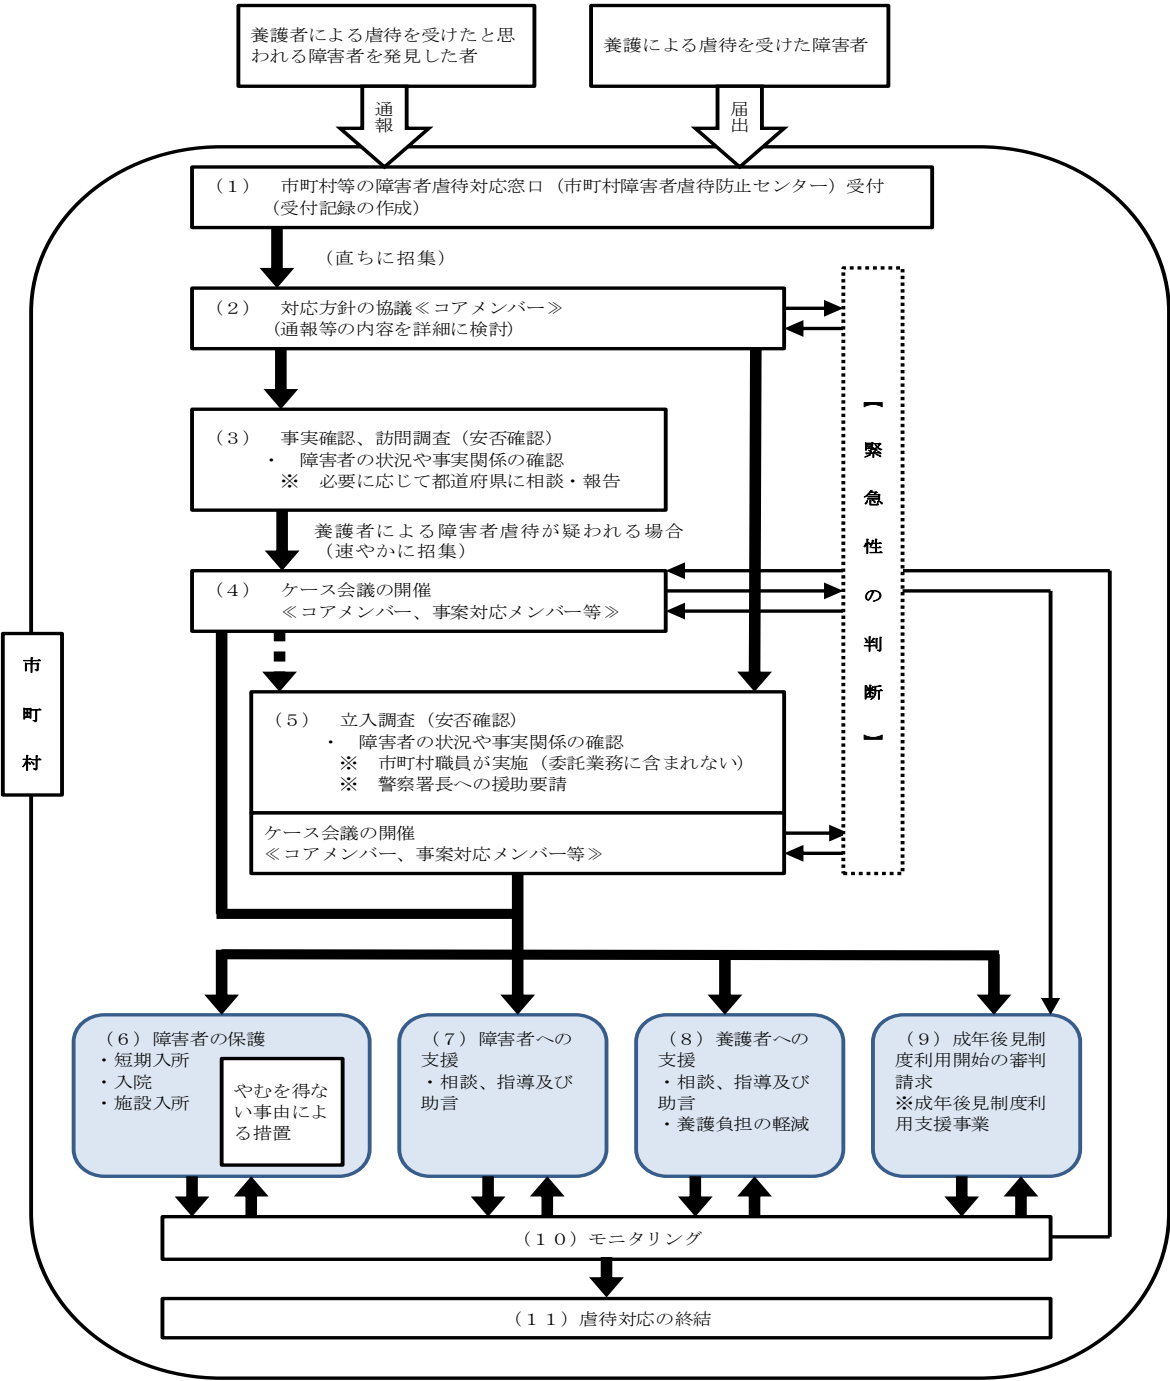 養護者による虐待を受けたと思
われる障害者を発見した者
養護による虐待を受けた障害者
通報
届出
(1) 市町村等の障害者虐待対応窓口(市町村障害者虐待防止センター)受付
(受付記録の作成)
(直ちに招集)
(2) 対応方針の協議≪コアメンバー≫
(通報等の内容を詳細に検討)
(3) 事実確認、訪問調査(安否確認)
・ 障害者の状況や事実関係の確認
※ 必要に応じて都道府県に相談・報告
養護者による障害者虐待が疑われる場合
(速やかに招集)
(4) ケース会議の開催
≪コアメンバー、事案対応メンバー等≫
【緊急性の判断】
市町村
(5) 立入調査(安否確認)
・ 障害者の状況や事実関係の確認
※ 市町村職員が実施(委託業務に含まれない)
※ 警察署長への援助要請
ケース会議の開催
≪コアメンバー、事案対応メンバー等≫
(6)障害者の保護
・短期入所
・入院
・施設入所
やむを得な
い事由によ
る措置
(7)障害者への
支援
・相談、指導及び
助言
(8)養護者への
支援
・相談、指導及び
助言
・養護負担の軽減
(9)成年後見制
度利用開始の審判
請求
※成年後見制度利
用支援事業
(10)モニタリング
(11)虐待対応の終結